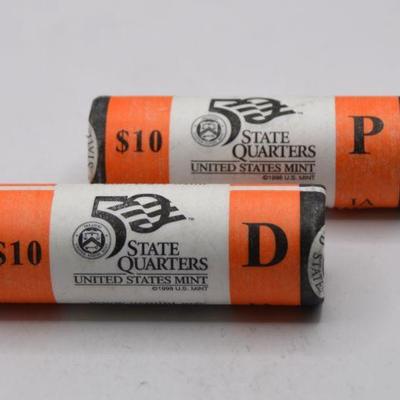 $10
50
STATE
QUARTERS
UNITED STATES MINT
©1998 U.S. MINT
P
$10
50
STATE
QUARTERS
UNITED STATES MINT
©1998 U.S. MINT
D